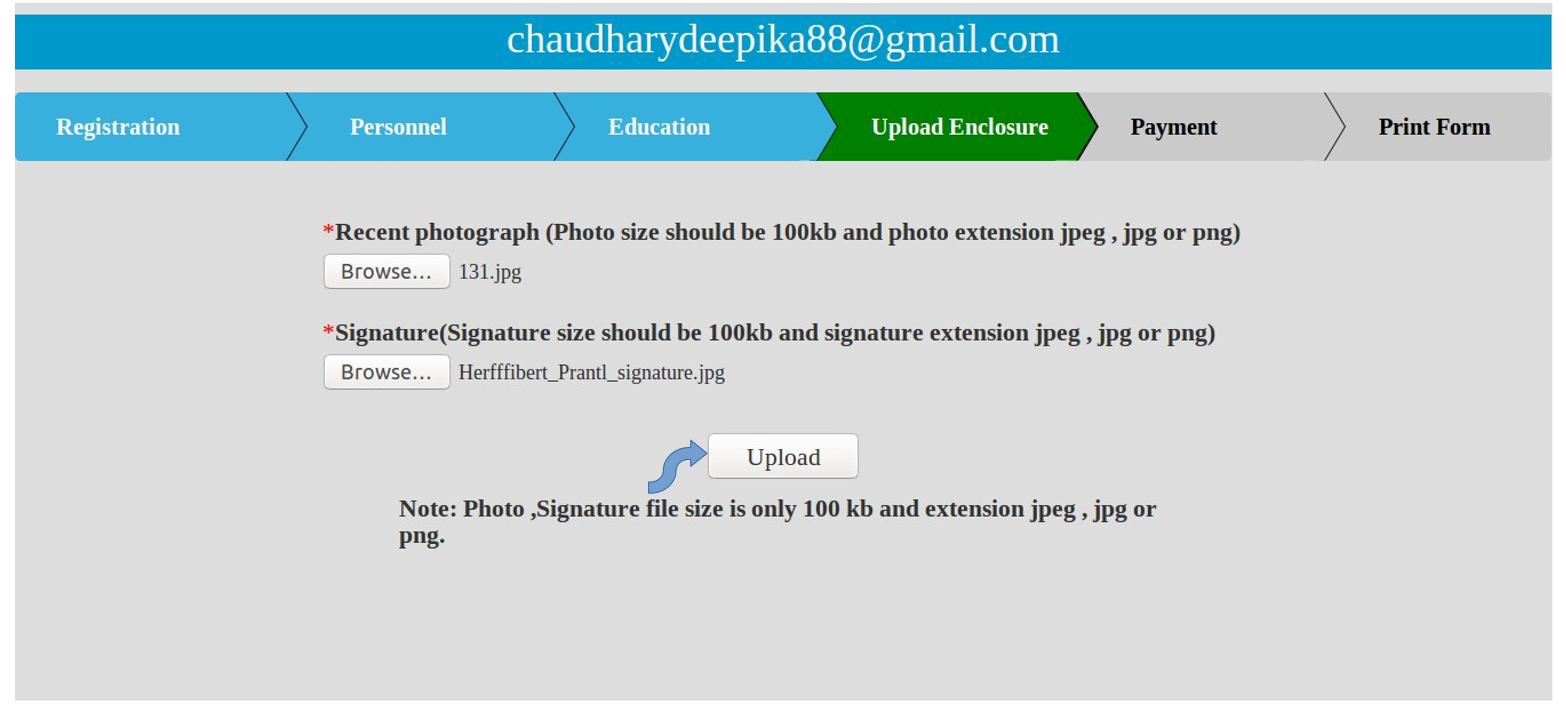 chaudharydeepika88@gmail.com
Registration Personnel Education Upload Enclosure Payment Print Form
*Recent photograph (Photo size should be 100kb and photo extension jpeg , jpg or png)
Browse... 131.jpg
*Signature(Signature size should be 100kb and signature extension jpeg , jpg or png)
Browse... Herfffibert_Prantl_signature.jpg
Upload
Note: Photo ,Signature file size is only 100 kb and extension jpeg , jpg or
png.